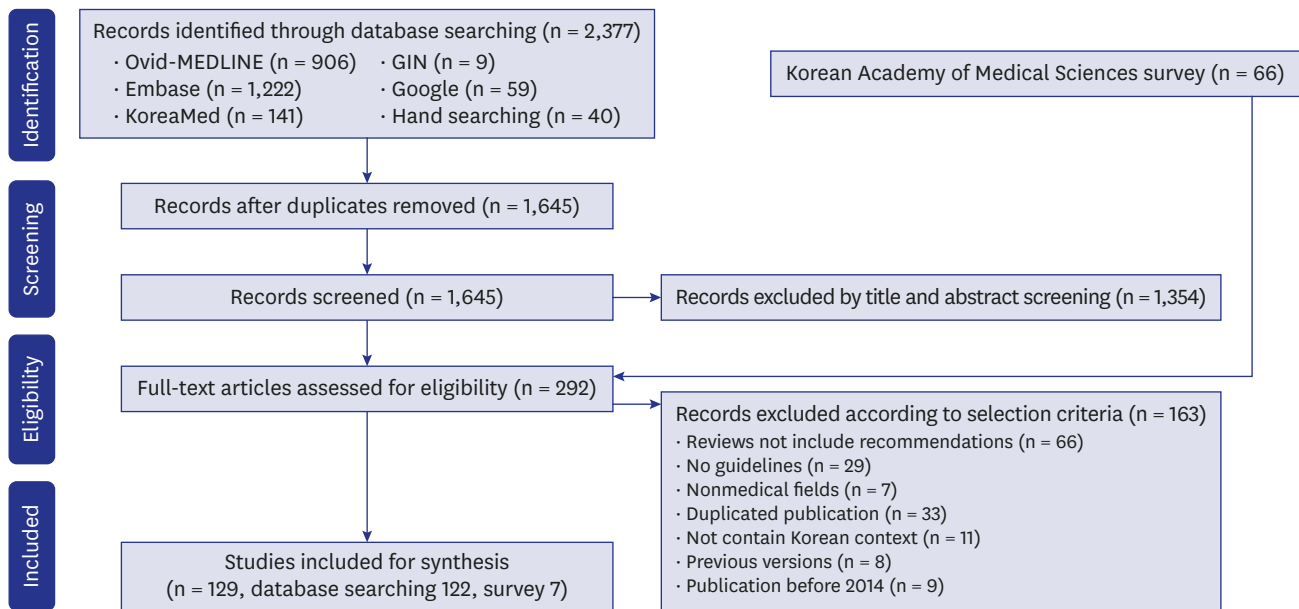 Identification
Records identified through database searching (n = 2,377)
· Ovid-MEDLINE (n = 906) · GIN (n = 9)
· Embase (n = 1,222) · Google (n = 59)
· KoreaMed (n = 141) · Hand searching (n = 40)
Korean Academy of Medical Sciences survey (n = 66)
Screening
Records after duplicates removed (n = 1,645)
Records screened (n = 1,645)
Records excluded by title and abstract screening (n = 1,354)
Eligibility
Full-text articles assessed for eligibility (n = 292)
Records excluded according to selection criteria (n = 163)
· Reviews not include recommendations (n = 66)
· No guidelines (n = 29)
· Nonmedical fields (n = 7)
· Duplicated publication (n = 33)
· Not contain Korean context (n = 11)
· Previous versions (n = 8)
· Publication before 2014 (n = 9)
Included
Studies included for synthesis
(n = 129, database searching 122, survey 7)